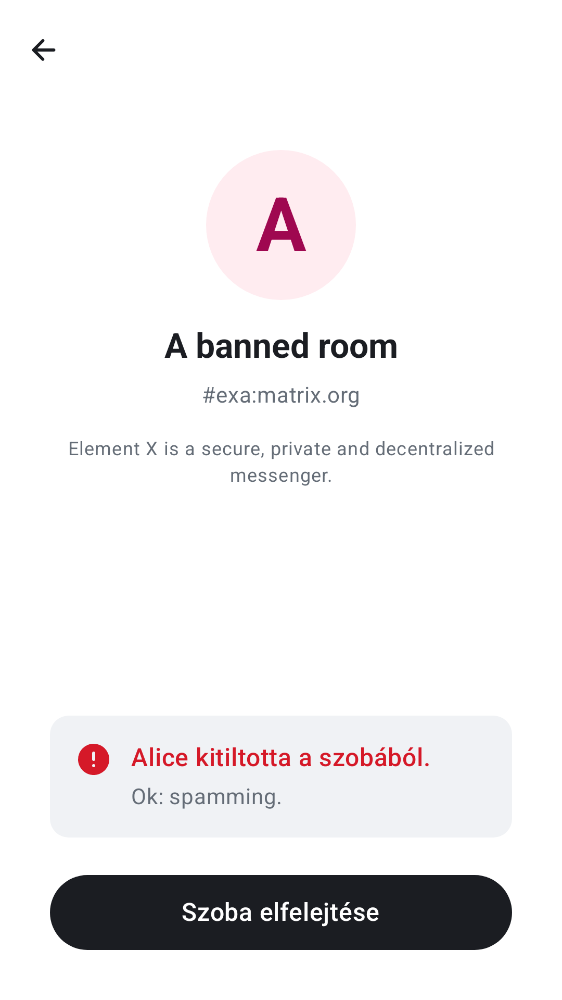 A
A banned room
#exa:matrix.org
Element X is a secure, private and decentralized
messenger.
Alice kitiltotta a szobából.
Ok: spamming.
Szoba elfelejtése